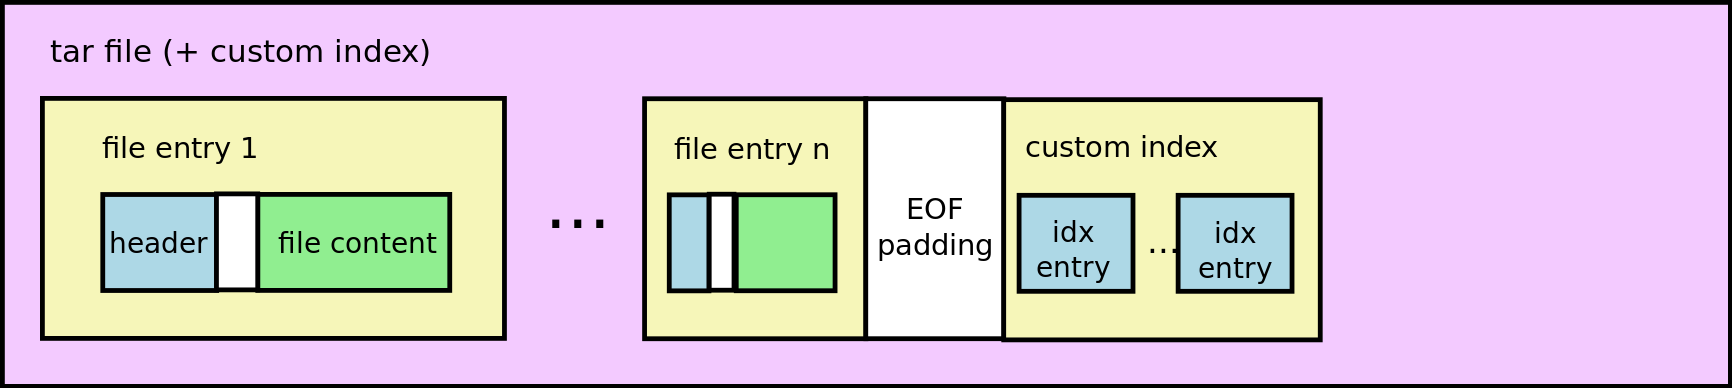 tar file (+ custom index)
file entry 1
header
file content
...
file entry n
EOF
padding
custom index
idx
entry
...
idx
entry